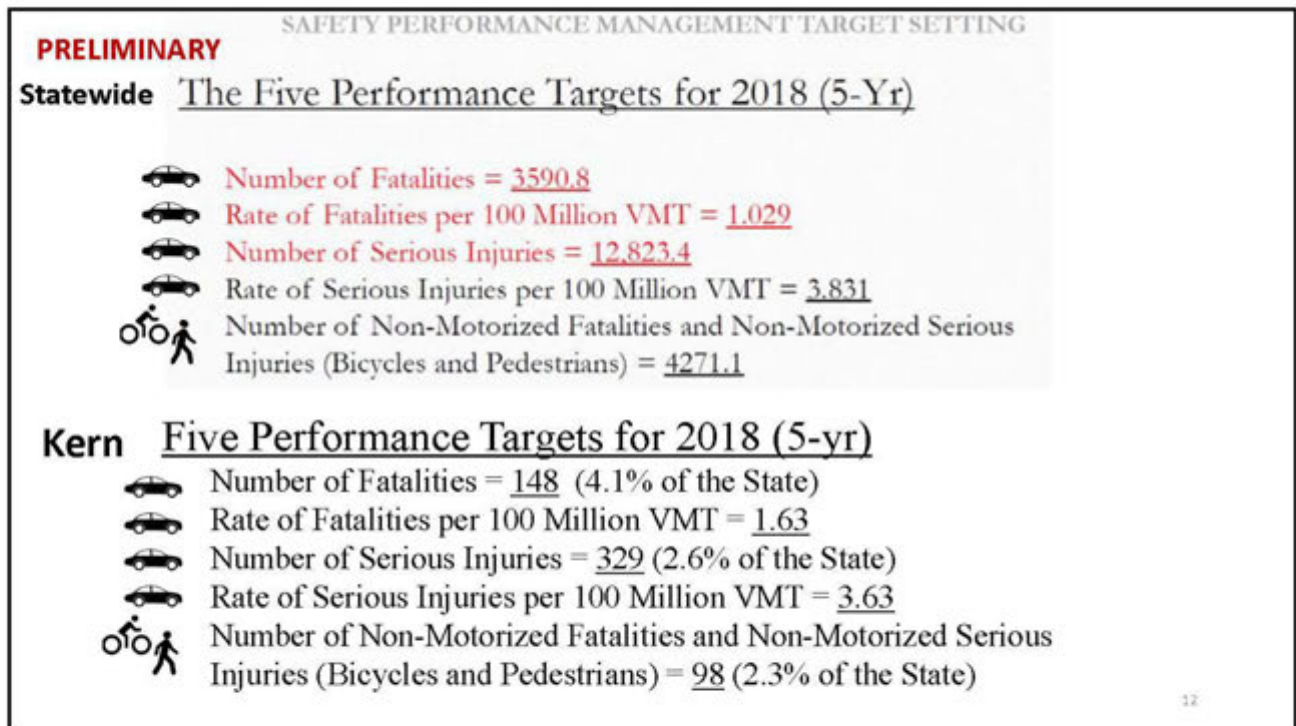 SAFETY PERFORMANCE MANAGEMENT TARGET SETTING
PRELIMINARY
Statewide The Five Performance Targets for 2018 (5-Yr)
Number of Fatalities = 3590.8
Rate of Fatalities per 100 Million VMT = 1.029
Number of Serious Injuries = 12,823.4
Rate of Serious Injuries per 100 Million VMT = 3.831
Number of Non-Motorized Fatalities and Non-Motorized Serious
Injuries (Bicycles and Pedestrians) = 4271.1
Kern Five Performance Targets for 2018 (5-yr)
Number of Fatalities = 148 (4.1% of the State)
Rate of Fatalities per 100 Million VMT = 1.63
Number of Serious Injuries = 329 (2.6% of the State)
Rate of Serious Injuries per 100 Million VMT = 3.63
Number of Non-Motorized Fatalities and Non-Motorized Serious
Injuries (Bicycles and Pedestrians) = 98 (2.3% of the State)
12